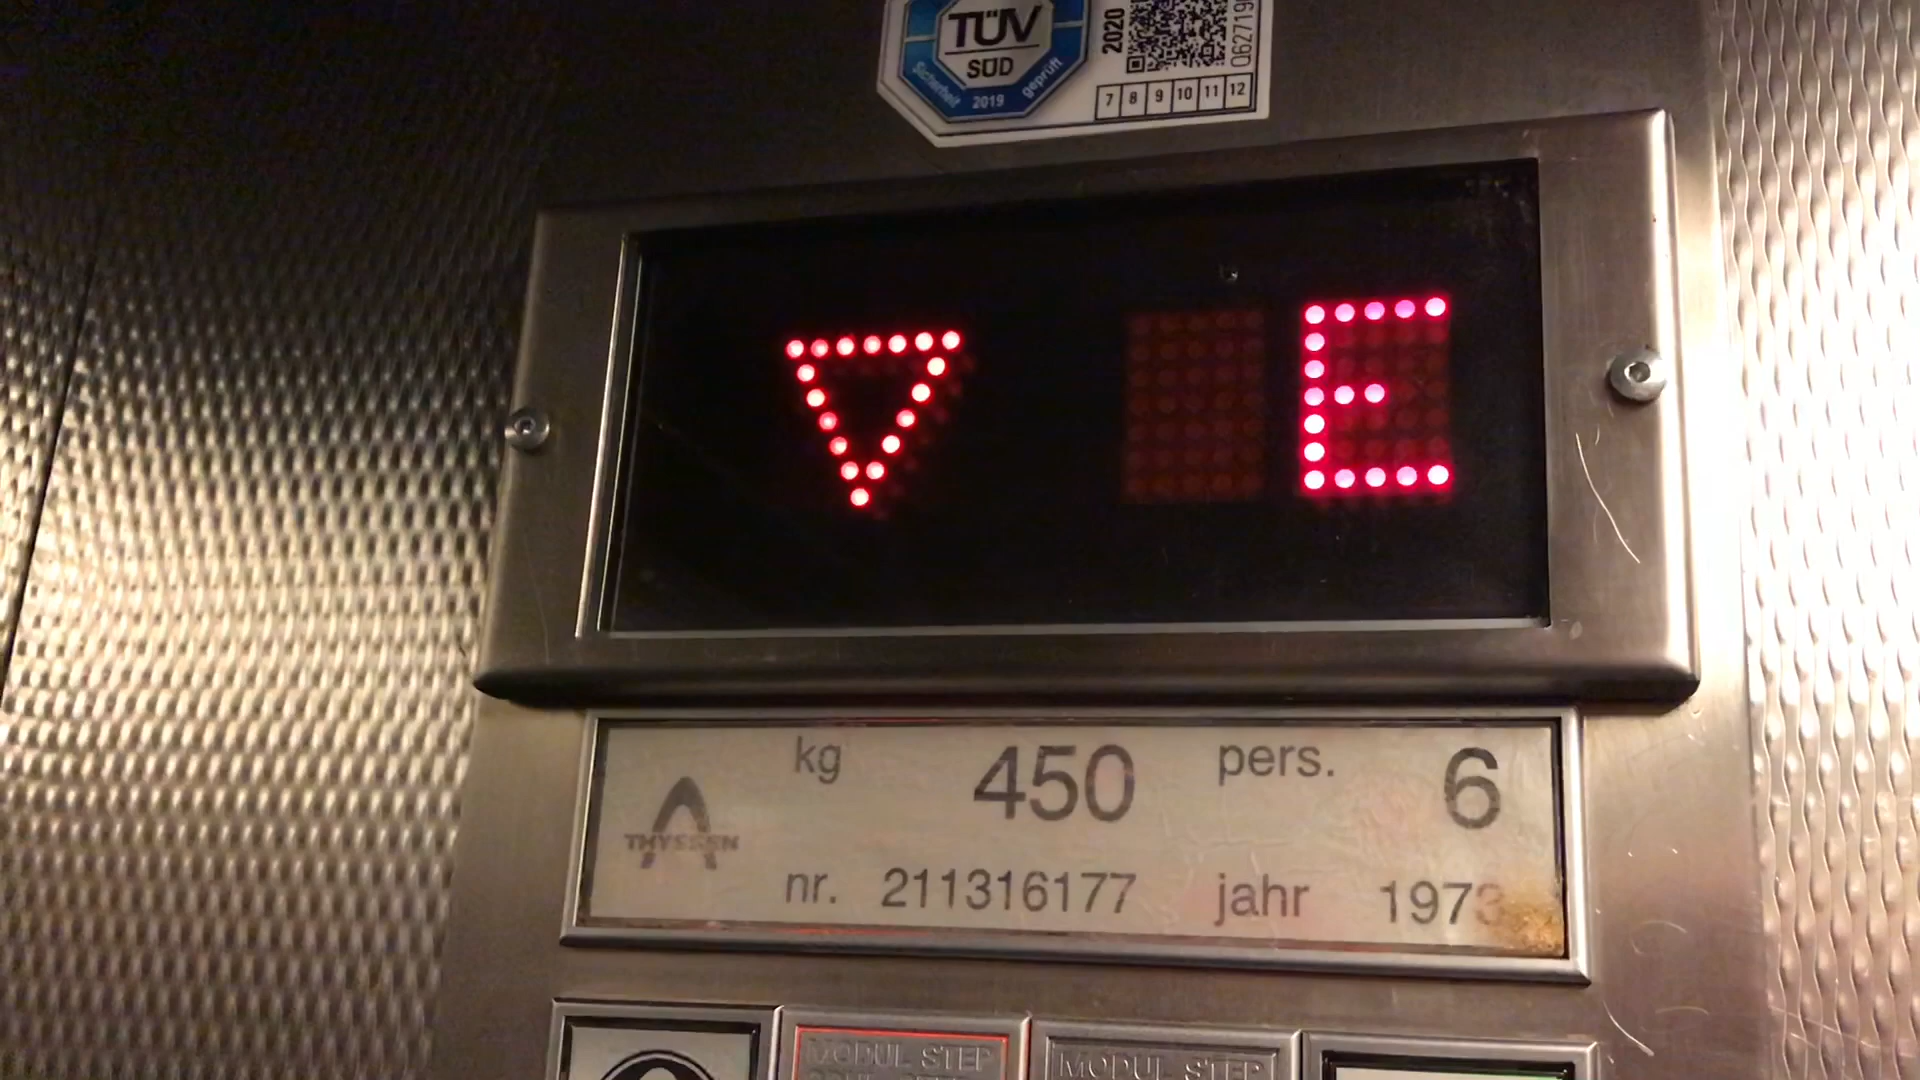 TÜV
SÜD
Sicherheit geprüft
2019
2020
062719
7 8 9 10 11 12
E
kg 450 pers. 6
THYSSEN
nr. 211316177 jahr 1973
MODUL STEP
MODUL STEP